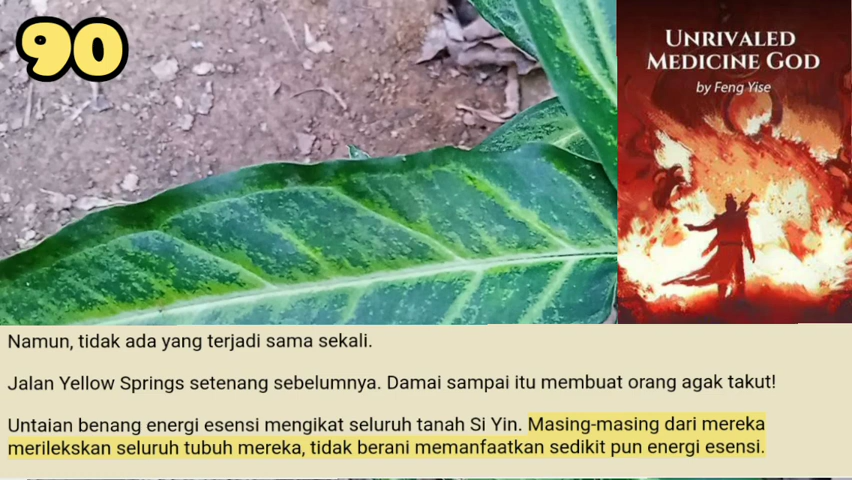 90
UNRIVALED
MEDICINE GOD
by Feng Yise
Namun, tidak ada yang terjadi sama sekali.
Jalan Yellow Springs setenang sebelumnya. Damai sampai itu membuat orang agak takut!
Untaian benang energi esensi mengikat seluruh tanah Si Yin. Masing-masing dari mereka
merilekskan seluruh tubuh mereka, tidak berani memanfaatkan sedikit pun energi esensi.